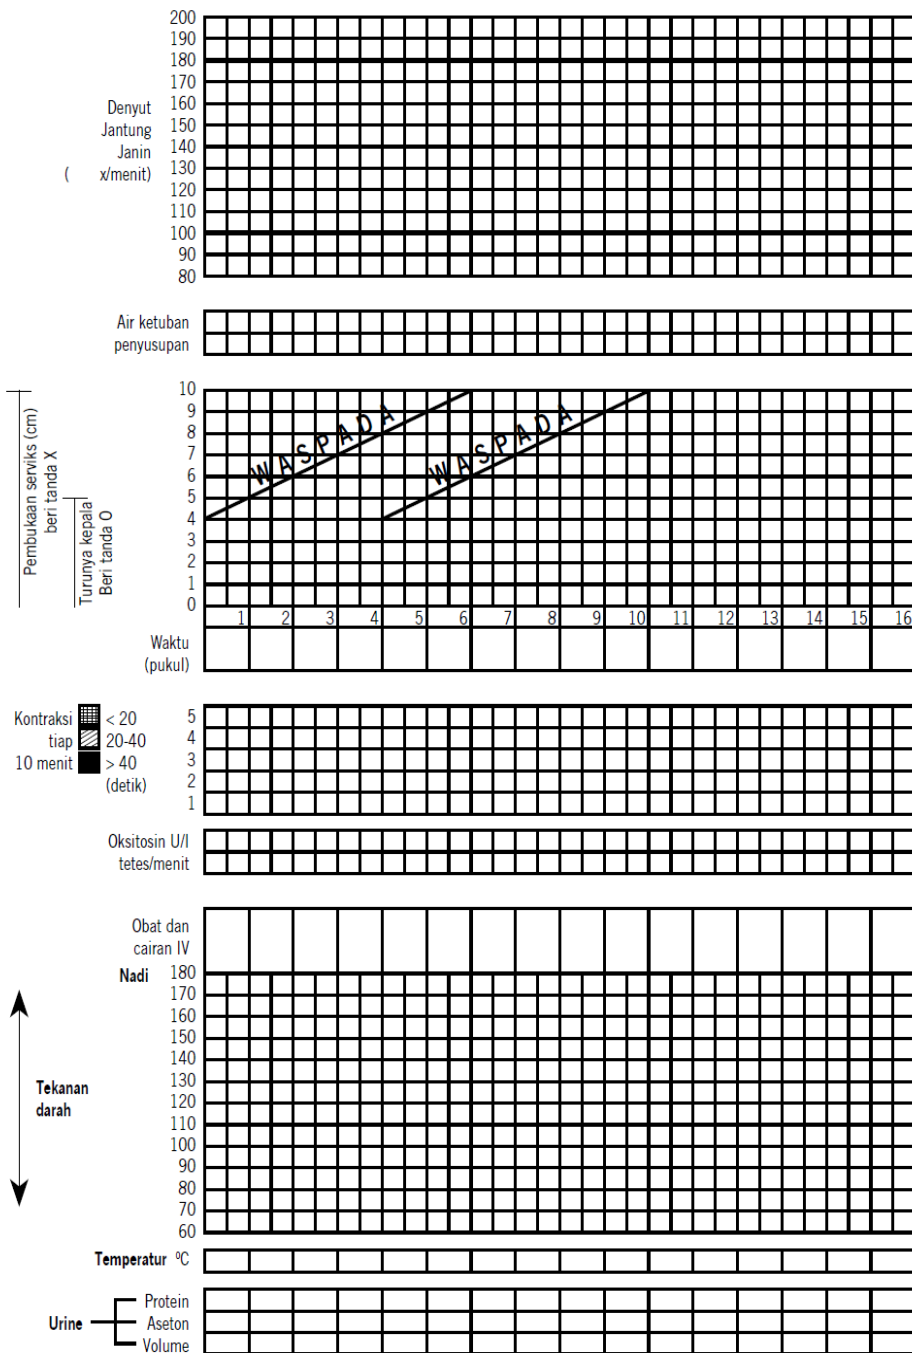 200
190
180
170
160
150
140
130
120
110
100
90
80
Denyut
Jantung
Janin
( x/menit)
Air ketuban
penyusupan
10
9
8
7
6
5
4
3
2
1
0
Pembukaan serviks (cm)
beri tanda X
Turunya kepala
Beri tanda O
WASPADA
WASPADA
1 2 3 4 5 6 7 8 9 10 11 12 13 14 15 16
Waktu
(pukul)
Kontraksi < 20
tiap 20-40
10 menit > 40
(detik)
5
4
3
2
1
Oksitosin U/l
tetes/menit
Obat dan
cairan IV
Nadi 180
170
160
150
140
130
120
110
100
90
80
70
60
Tekanan
darah
Temperatur ºC
Urine
Protein
Aseton
Volume